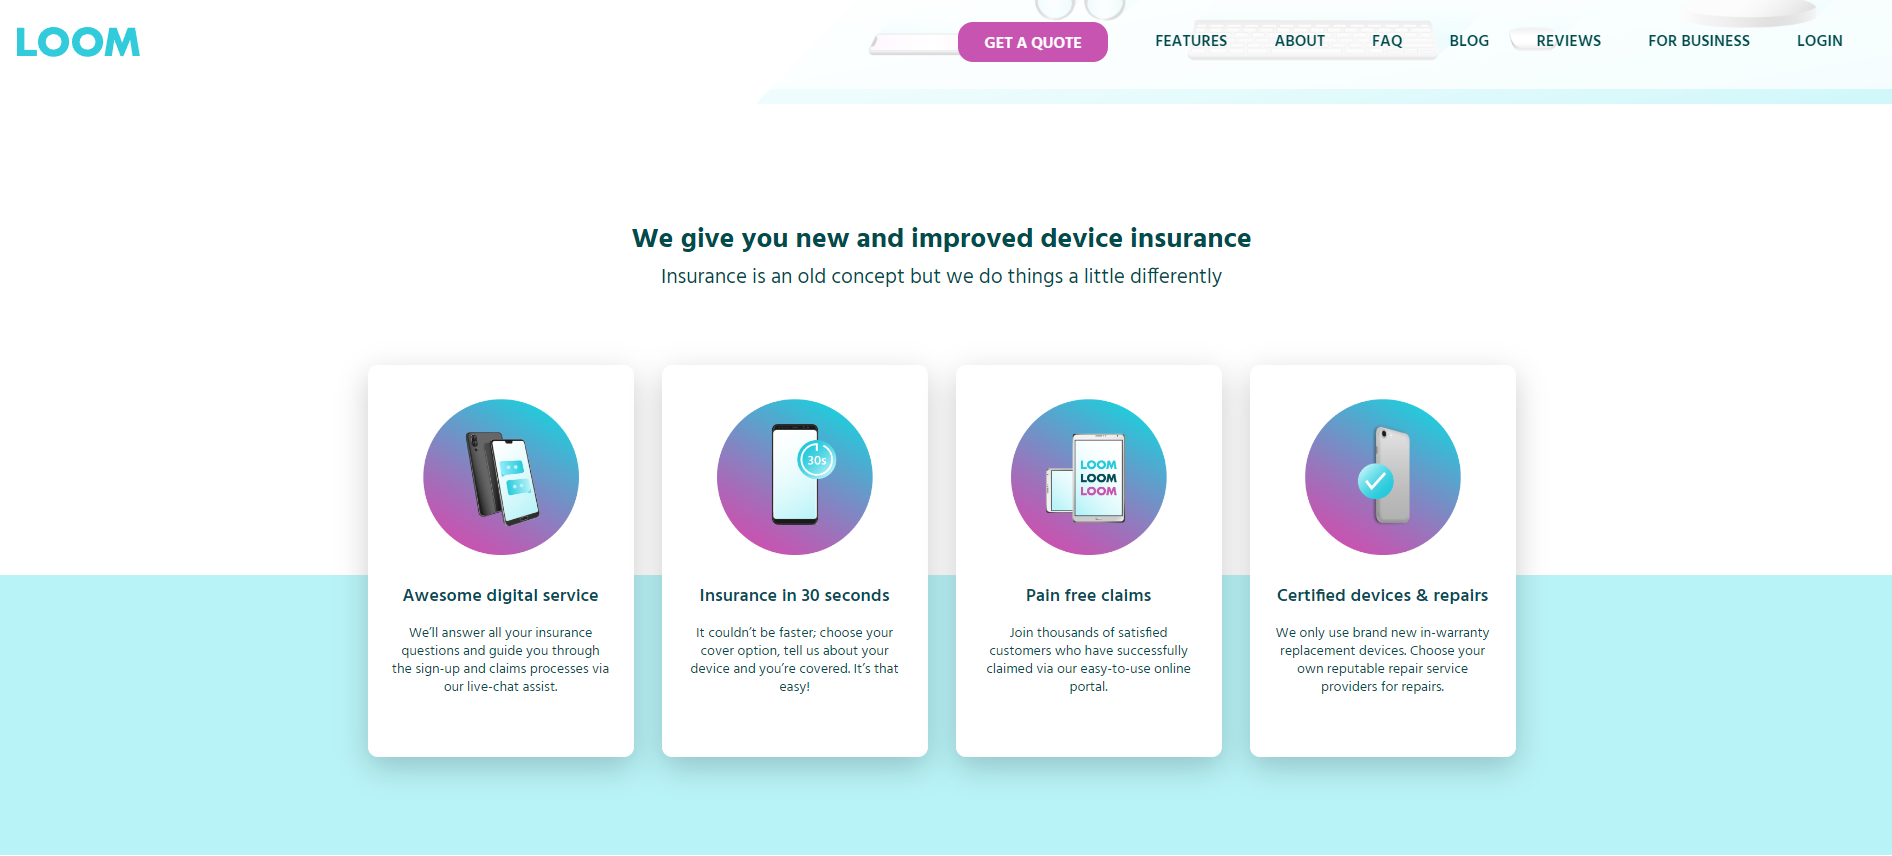 LOOM
GET A QUOTE
FEATURES
ABOUT
FAQ
BLOG
REVIEWS
FOR BUSINESS
LOGIN
We give you new and improved device insurance
Insurance is an old concept but we do things a little differently
30s
LOOM
LOOM
LOOM
Awesome digital service
We’ll answer all your insurance
questions and guide you through
the sign-up and claims processes via
our live-chat assist.
Insurance in 30 seconds
It couldn’t be faster; choose your
cover option, tell us about your
device and you’re covered. It’s that
easy!
Pain free claims
Join thousands of satisfied
customers who have successfully
claimed via our easy-to-use online
portal.
Certified devices & repairs
We only use brand new in-warranty
replacement devices. Choose your
own reputable repair service
providers for repairs.